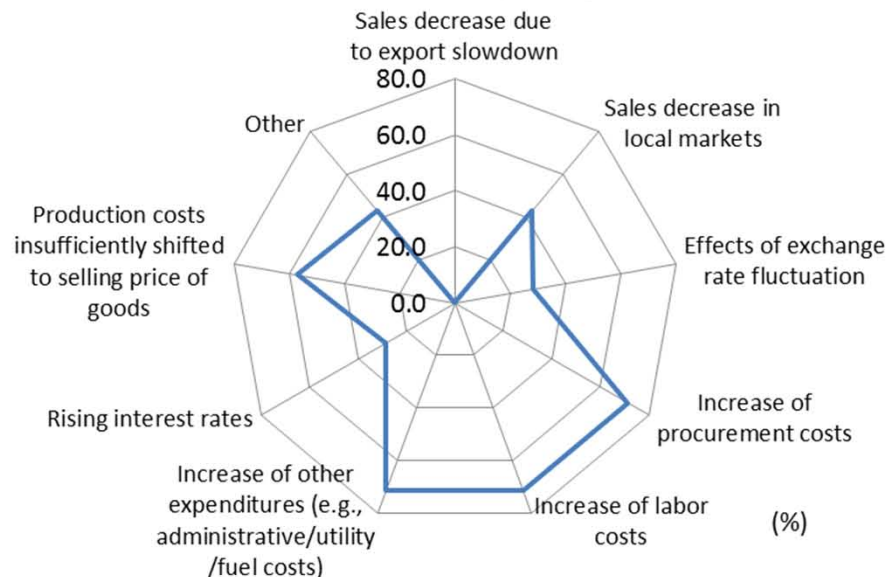 Sales decrease due
to export slowdown
80.0
60.0
40.0
20.0
0.0
Sales decrease in
local markets
Effects of exchange
rate fluctuation
Increase of
procurement costs
Increase of labor
costs
(%)
Increase of other
expenditures (e.g.,
administrative/utility
/fuel costs)
Rising interest rates
Production costs
insufficiently shifted
to selling price of
goods
Other